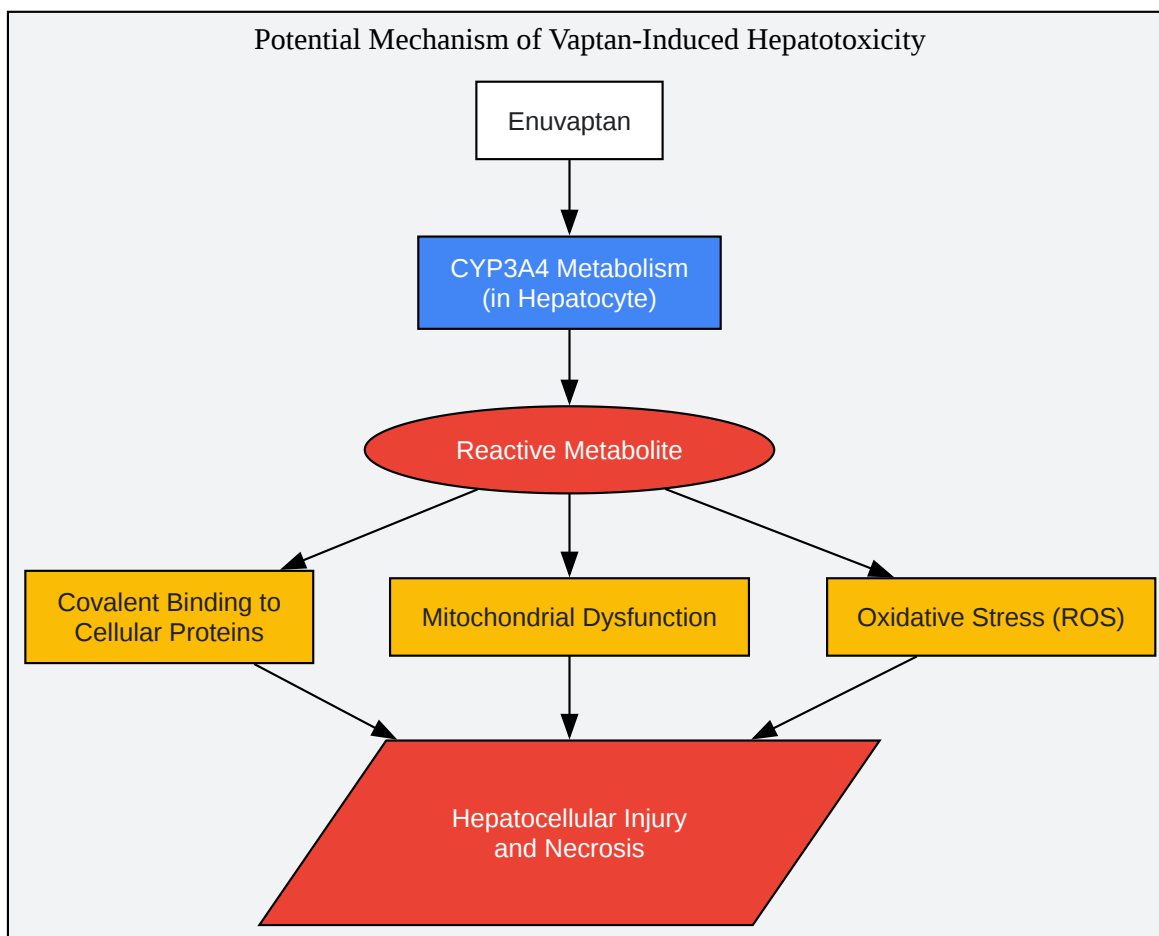 Potential Mechanism of Vaptan-Induced Hepatotoxicity
Enuvaptan
CYP3A4 Metabolism
(in Hepatocyte)
Reactive Metabolite
Covalent Binding to
Cellular Proteins
Mitochondrial Dysfunction
Oxidative Stress (ROS)
Hepatocellular Injury
and Necrosis